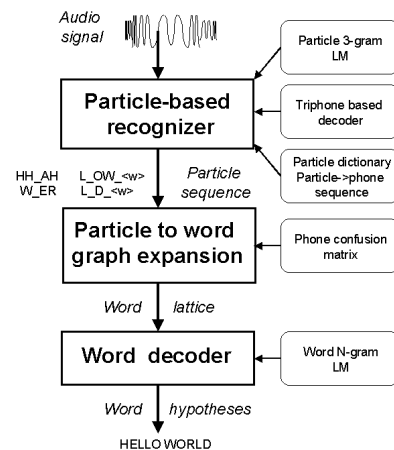 Audio
signal
Particle 3-gram
LM
Particle-based
recognizer
Triphone based
decoder
Particle dictionary
Particle->phone
sequence
HH_AH L_OW_<w>
W_ER L_D_<w>
Particle
sequence
Particle to word
graph expansion
Phone confusion
matrix
Word lattice
Word decoder
Word N-gram
LM
Word hypotheses
HELLO WORLD